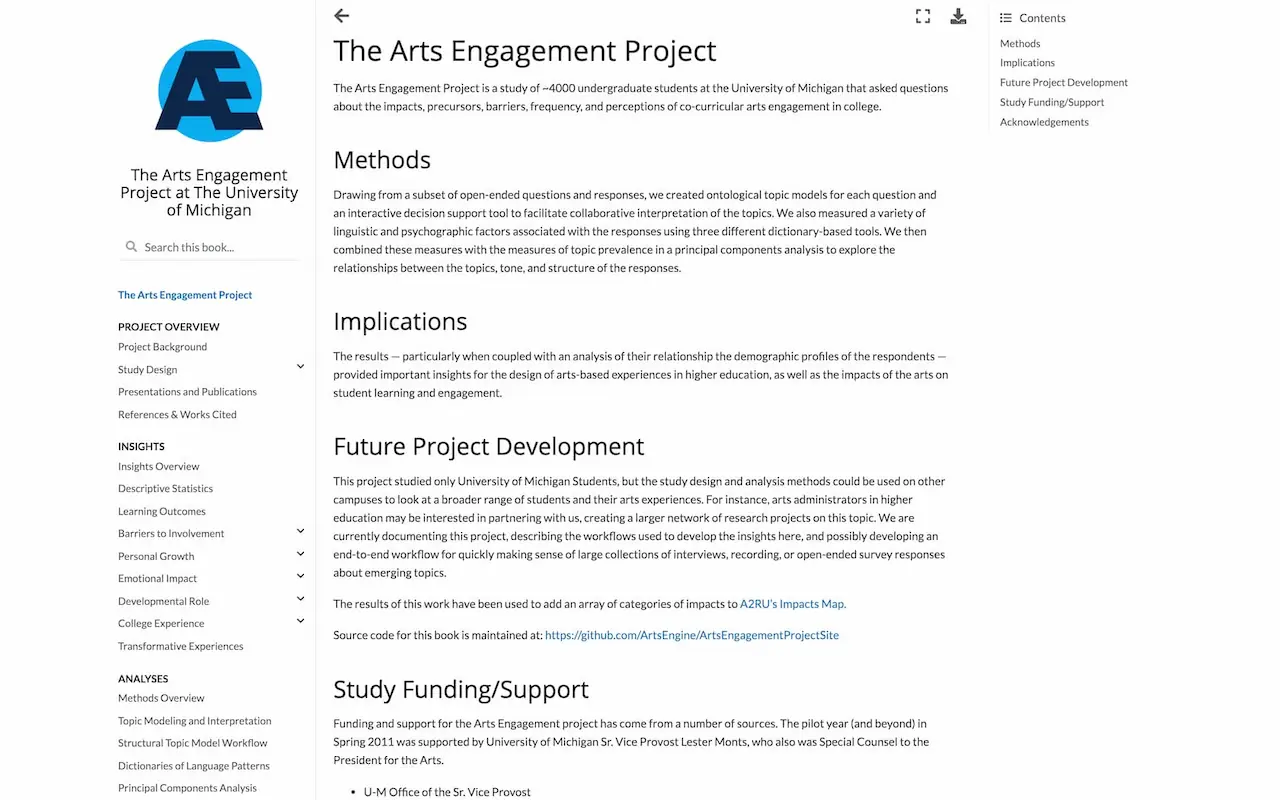 Æ
The Arts Engagement
Project at The University
of Michigan
Search this book...
The Arts Engagement Project
PROJECT OVERVIEW
Project Background
Study Design
Presentations and Publications
References & Works Cited
INSIGHTS
Insights Overview
Descriptive Statistics
Learning Outcomes
Barriers to Involvement
Personal Growth
Emotional Impact
Developmental Role
College Experience
Transformative Experiences
ANALYSES
Methods Overview
Topic Modeling and Interpretation
Structural Topic Model Workflow
Dictionaries of Language Patterns
Principal Components Analysis
The Arts Engagement Project
The Arts Engagement Project is a study of ~4000 undergraduate students at the University of Michigan that asked questions
about the impacts, precursors, barriers, frequency, and perceptions of co-curricular arts engagement in college.
Methods
Drawing from a subset of open-ended questions and responses, we created ontological topic models for each question and
an interactive decision support tool to facilitate collaborative interpretation of the topics. We also measured a variety of
linguistic and psychographic factors associated with the responses using three different dictionary-based tools. We then
combined these measures with the measures of topic prevalence in a principal components analysis to explore the
relationships between the topics, tone, and structure of the responses.
Implications
The results — particularly when coupled with an analysis of their relationship the demographic profiles of the respondents —
provided important insights for the design of arts-based experiences in higher education, as well as the impacts of the arts on
student learning and engagement.
Future Project Development
This project studied only University of Michigan Students, but the study design and analysis methods could be used on other
campuses to look at a broader range of students and their arts experiences. For instance, arts administrators in higher
education may be interested in partnering with us, creating a larger network of research projects on this topic. We are
currently documenting this project, describing the workflows used to develop the insights here, and possibly developing an
end-to-end workflow for quickly making sense of large collections of interviews, recording, or open-ended survey responses
about emerging topics.
The results of this work have been used to add an array of categories of impacts to A2RU's Impacts Map.
Source code for this book is maintained at: https://github.com/ArtsEngine/ArtsEngagementProjectSite
Study Funding/Support
Funding and support for the Arts Engagement project has come from a number of sources. The pilot year (and beyond) in
Spring 2011 was supported by University of Michigan Sr. Vice Provost Lester Monts, who also was Special Counsel to the
President for the Arts.
• U-M Office of the Sr. Vice Provost
Contents
Methods
Implications
Future Project Development
Study Funding/Support
Acknowledgements